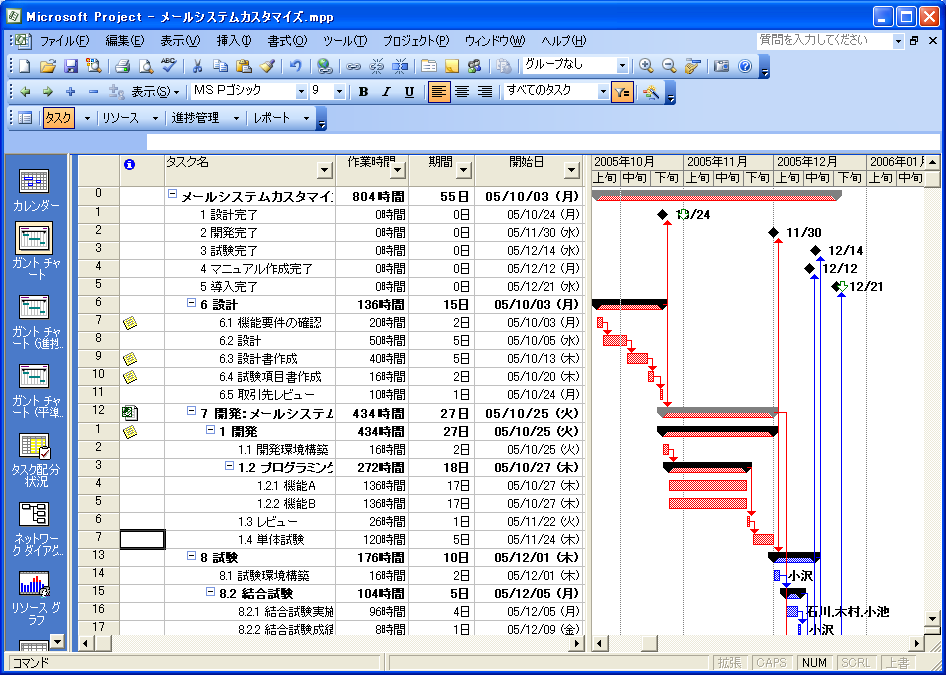 Microsoft Project - メールシステムカスタマイズ.mpp
ファイル(F) 編集(E) 表示(V) 挿入(I) 書式(O) ツール(T) プロジェクト(P) ウィンドウ(W) ヘルプ(H) 質問を入力してください
グループなし
表示(S) MS Pゴシック 9 B I U すべてのタスク
タスク リソース 進捗管理 レポート
タスク名 作業時間 期間 開始日 2005年10月 2005年11月 2005年12月 2006年01月
上旬 中旬 下旬 上旬 中旬 下旬 上旬 中旬 下旬 上旬 中旬
0 メールシステムカスタマイズ 804時間 55日 05/10/03 (月)
1 1 設計完了 0時間 0日 05/10/24 (月) 10/24
2 2 開発完了 0時間 0日 05/11/30 (水) 11/30
3 3 試験完了 0時間 0日 05/12/14 (水) 12/14
4 4 マニュアル作成完了 0時間 0日 05/12/12 (月) 12/12
5 5 導入完了 0時間 0日 05/12/21 (水) 12/21
6 6 設計 136時間 15日 05/10/03 (月)
7 6.1 機能要件の確認 20時間 2日 05/10/03 (月)
8 6.2 設計 50時間 5日 05/10/05 (水)
9 6.3 設計書作成 40時間 5日 05/10/13 (木)
10 6.4 試験項目書作成 16時間 2日 05/10/20 (木)
11 6.5 取引先レビュー 10時間 1日 05/10/24 (月)
12 7 開発:メールシステム 434時間 27日 05/10/25 (火)
1 1 開発 434時間 27日 05/10/25 (火)
2 1.1 開発環境構築 16時間 2日 05/10/25 (火)
3 1.2 プログラミング 272時間 18日 05/10/27 (木)
4 1.2.1 機能A 136時間 17日 05/10/27 (木)
5 1.2.2 機能B 136時間 17日 05/10/27 (木)
6 1.3 レビュー 26時間 1日 05/11/22 (火)
7 1.4 単体試験 120時間 5日 05/11/24 (木)
13 8 試験 176時間 10日 05/12/01 (木)
14 8.1 試験環境構築 16時間 2日 05/12/01 (木) 小沢
15 8.2 結合試験 104時間 5日 05/12/05 (月)
16 8.2.1 結合試験実施 96時間 4日 05/12/05 (月) 石川,木村,小池
17 8.2.2 結合試験成績 8時間 1日 05/12/09 (金) 小沢
カレンダー
ガント チャ
ート
ガント チャ
ート (進捗..
ガント チャ
ート (平準..
タスク配分
状況
ネットワー
ク ダイアグ..
リソース グ
ラフ
コマンド 拡張 CAPS NUM SCRL 上書